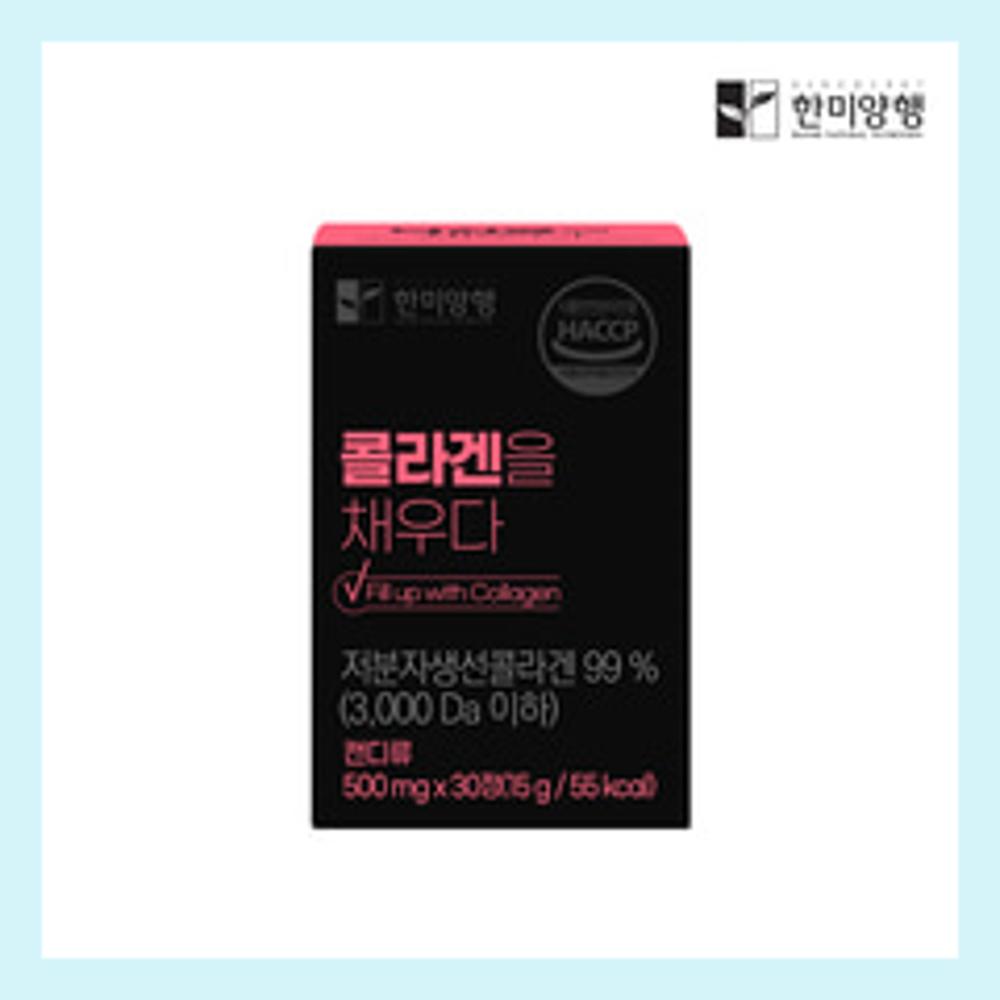 한미양행
한미양행
HACCP
콜라겐을
채우다
Fill up with Collagen
저분자생선콜라겐 99 %
(3,000 Da 이하)
캔디류
500 mg x 30정(15 g / 55 kcal)